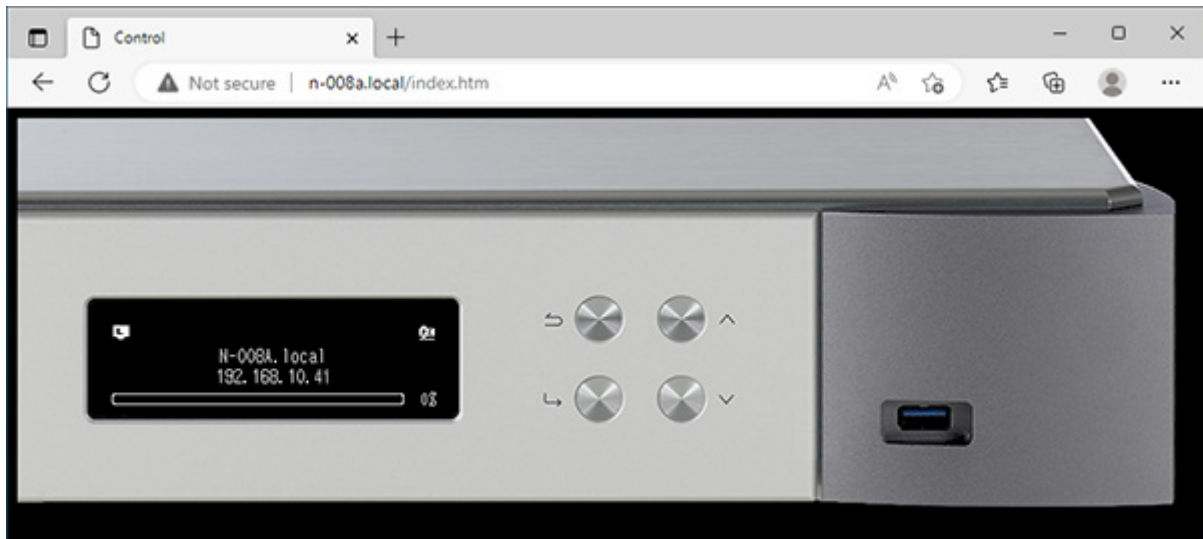 Control
Not secure
n-008a.local/index.htm
N-008A.local
192.168.10.41
0%